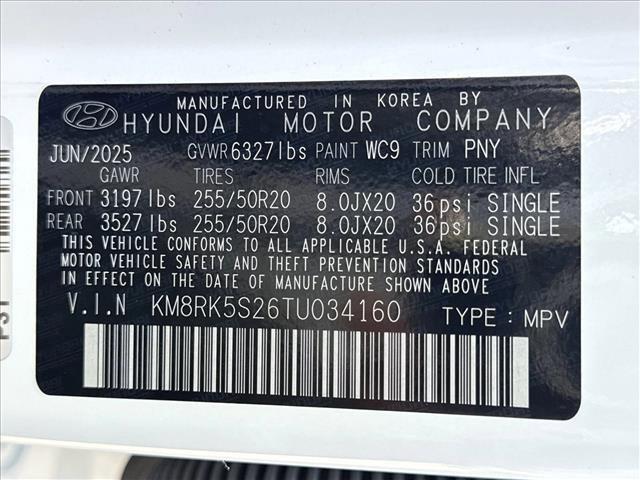 MANUFACTURED IN KOREA BY
HYUNDAI MOTOR COMPANY
JUN/2025 GVWR 6327lbs PAINT WC9 TRIM PNY
GAWR TIRES RIMS COLD TIRE INFL
FRONT 3197lbs 255/50R20 8.0JX20 36psi SINGLE
REAR 3527lbs 255/50R20 8.0JX20 36psi SINGLE
THIS VEHICLE CONFORMS TO ALL APPLICABLE U.S.A. FEDERAL
MOTOR VEHICLE SAFETY AND THEFT PREVENTION STANDARDS
IN EFFECT ON THE DATE OF MANUFACTURE SHOWN ABOVE.
V.I.N KM8RK5S26TU034160 TYPE: MPV